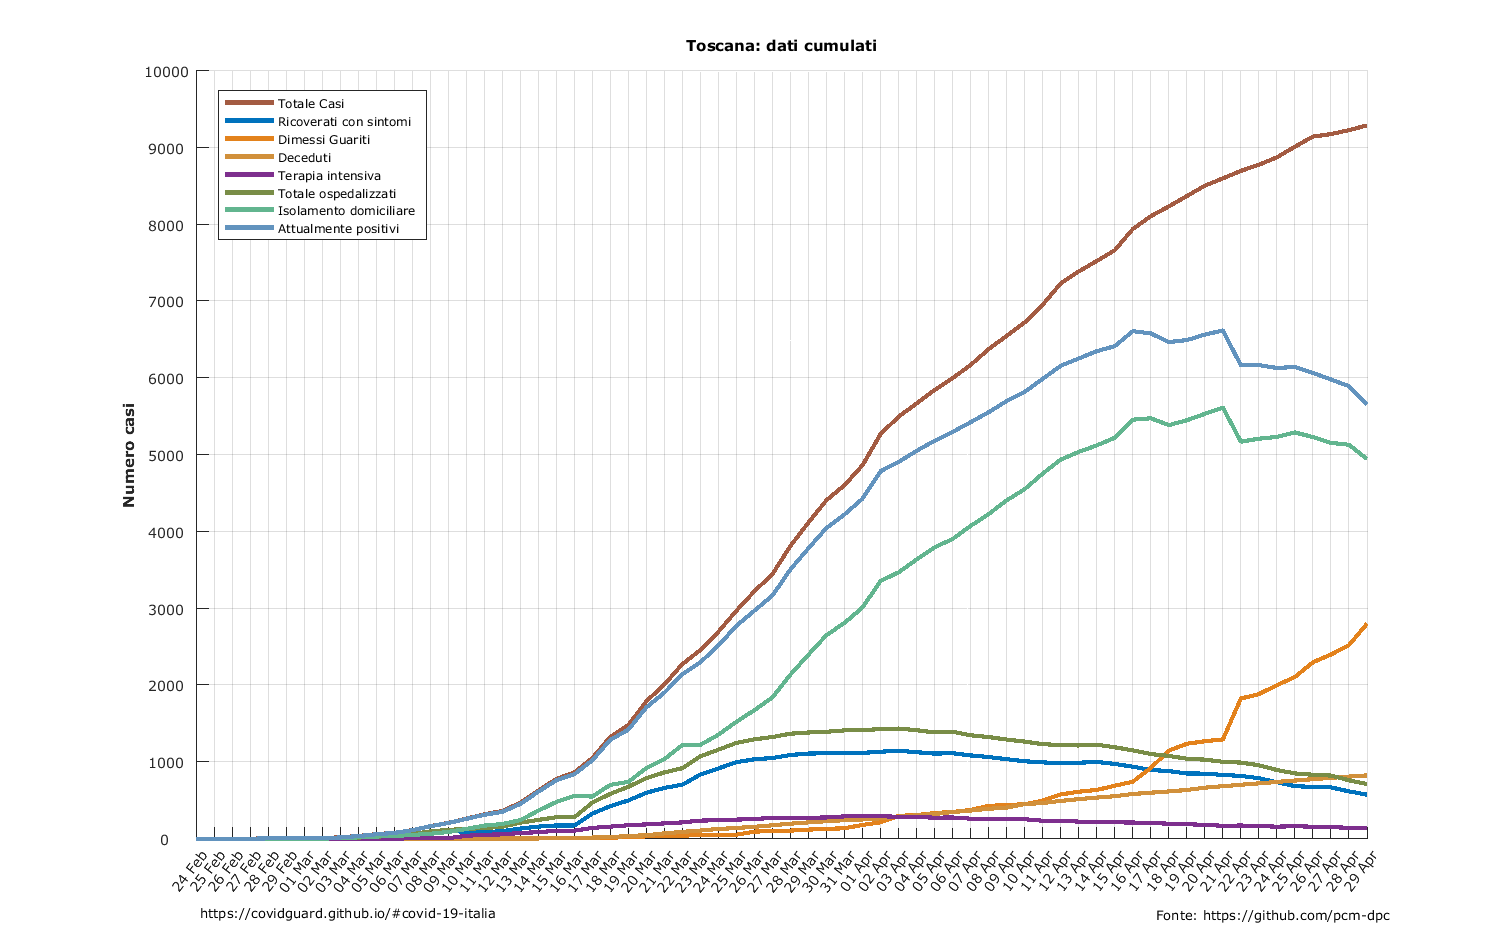 Toscana: dati cumulati
10000
9000
8000
7000
6000
5000
4000
3000
2000
1000
0
Numero casi
Totale Casi
Ricoverati con sintomi
Dimessi Guariti
Deceduti
Terapia intensiva
Totale ospedalizzati
Isolamento domiciliare
Attualmente positivi
24 Feb
25 Feb
26 Feb
27 Feb
28 Feb
29 Feb
01 Mar
02 Mar
03 Mar
04 Mar
05 Mar
06 Mar
07 Mar
08 Mar
09 Mar
10 Mar
11 Mar
12 Mar
13 Mar
14 Mar
15 Mar
16 Mar
17 Mar
18 Mar
19 Mar
20 Mar
21 Mar
22 Mar
23 Mar
24 Mar
25 Mar
26 Mar
27 Mar
28 Mar
29 Mar
30 Mar
31 Mar
01 Apr
02 Apr
03 Apr
04 Apr
05 Apr
06 Apr
07 Apr
08 Apr
09 Apr
10 Apr
11 Apr
12 Apr
13 Apr
14 Apr
15 Apr
16 Apr
17 Apr
18 Apr
19 Apr
20 Apr
21 Apr
22 Apr
23 Apr
24 Apr
25 Apr
26 Apr
27 Apr
28 Apr
29 Apr
https://covidguard.github.io/#covid-19-italia
Fonte: https://github.com/pcm-dpc